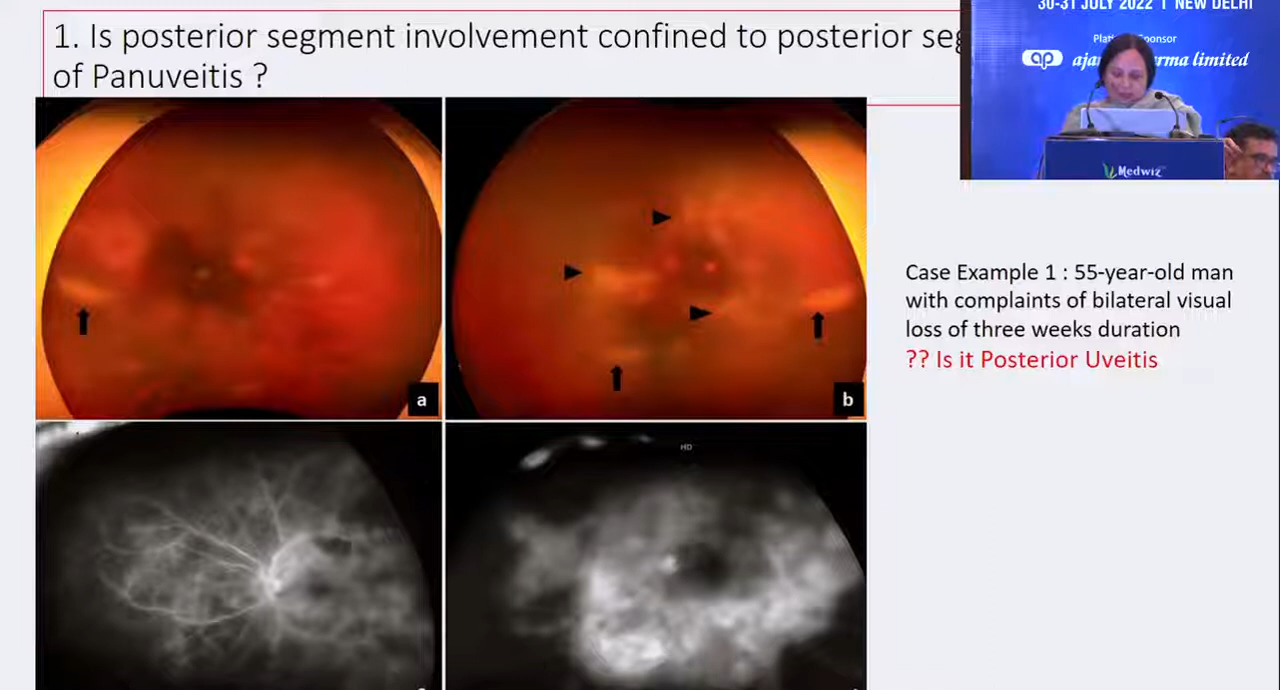 1. Is posterior segment involvement confined to posterior
of Panuveitis ?
30-31 JULY 2022 | NEW DELHI
ap
limited
Medwiz
a
b
HD
Case Example 1 : 55-year-old man
with complaints of bilateral visual
loss of three weeks duration
?? Is it Posterior Uveitis